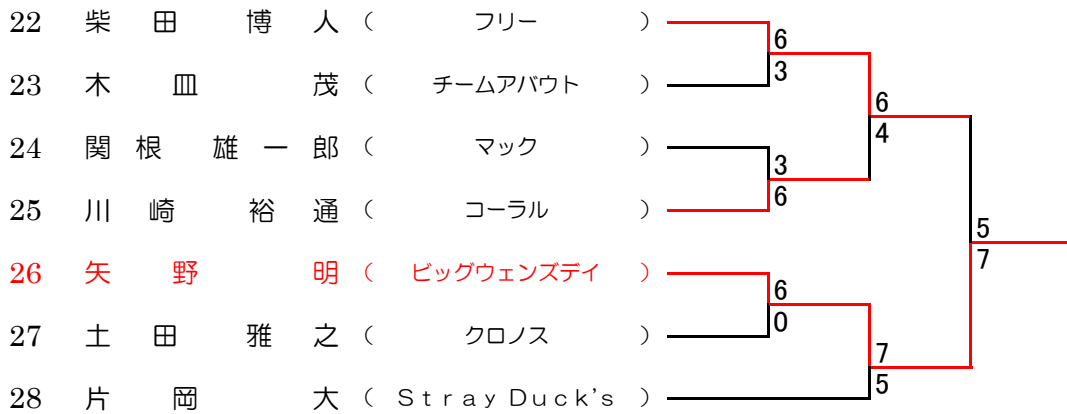 22 柴田 博人 ( フリー )
6
3
23 木皿 茂 ( チームアバウト )
6
4
24 関根 雄一郎 ( マック )
3
6
25 川崎 裕通 ( コーラル )
5
7
26 矢野 明 ( ビッグウェンズデイ )
6
0
27 土田 雅之 ( クロノス )
7
5
28 片岡 大 ( Stray Duck's )